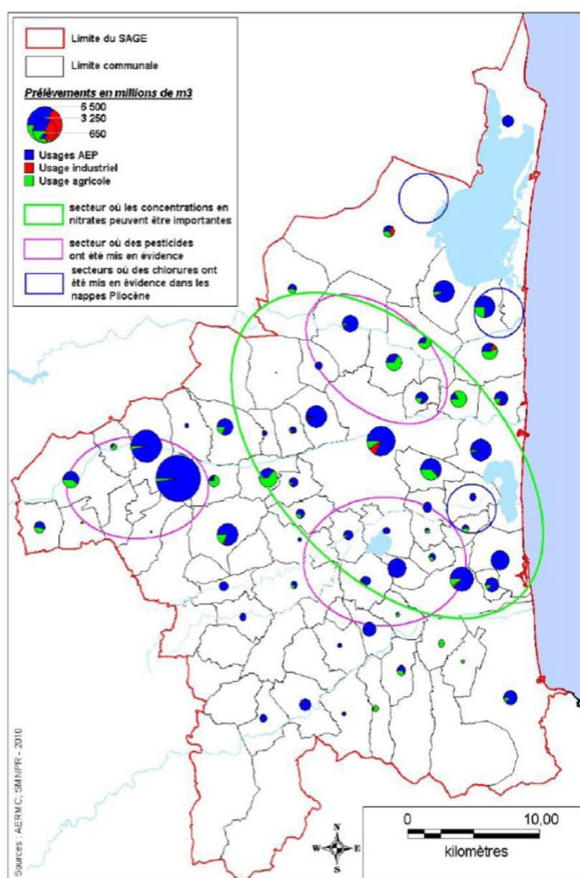 Limite du SAGE
Limite communale
Prélèvements en millions de m3
6 500
3 250
650
Usages AEP
Usage industriel
Usage agricole
secteur où les concentrations en
nitrates peuvent être importantes
secteur où des pesticides
ont été mis en évidence
secteurs où des chlorures ont
été mis en évidence dans les
nappes Pliocène
Sources : AERMC, SMNPR - 2010
N
W E
S
0 10,00
kilomètres